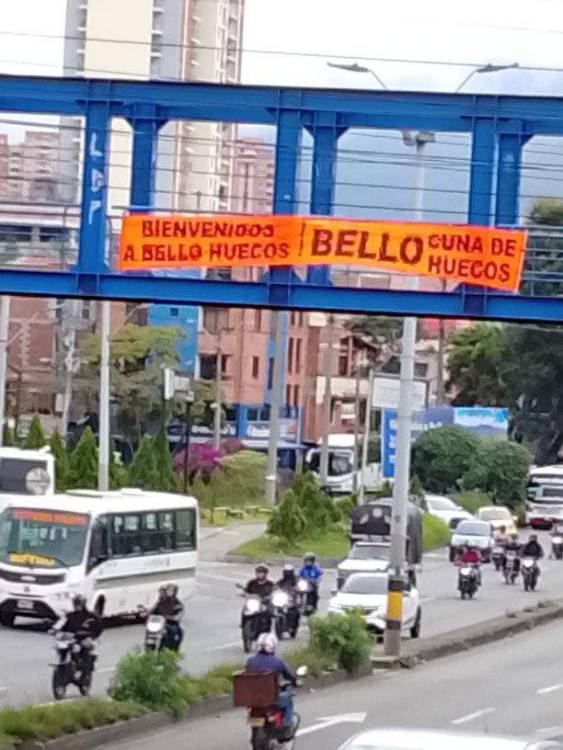 BIENVENIDOS
A BELLO HUECOS
BELLO
CUNA DE
HUECOS